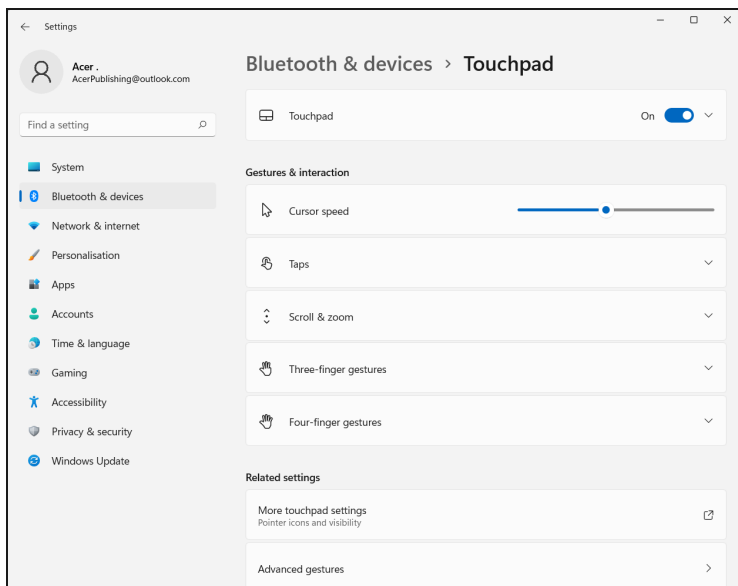 Settings
Acer .
AcerPublishing@outlook.com
Find a setting
System
Bluetooth & devices
Network & internet
Personalisation
Apps
Accounts
Time & language
Gaming
Accessibility
Privacy & security
Windows Update
Bluetooth & devices > Touchpad
Touchpad On
Gestures & interaction
Cursor speed
Taps
Scroll & zoom
Three-finger gestures
Four-finger gestures
Related settings
More touchpad settings
Pointer icons and visibility
Advanced gestures